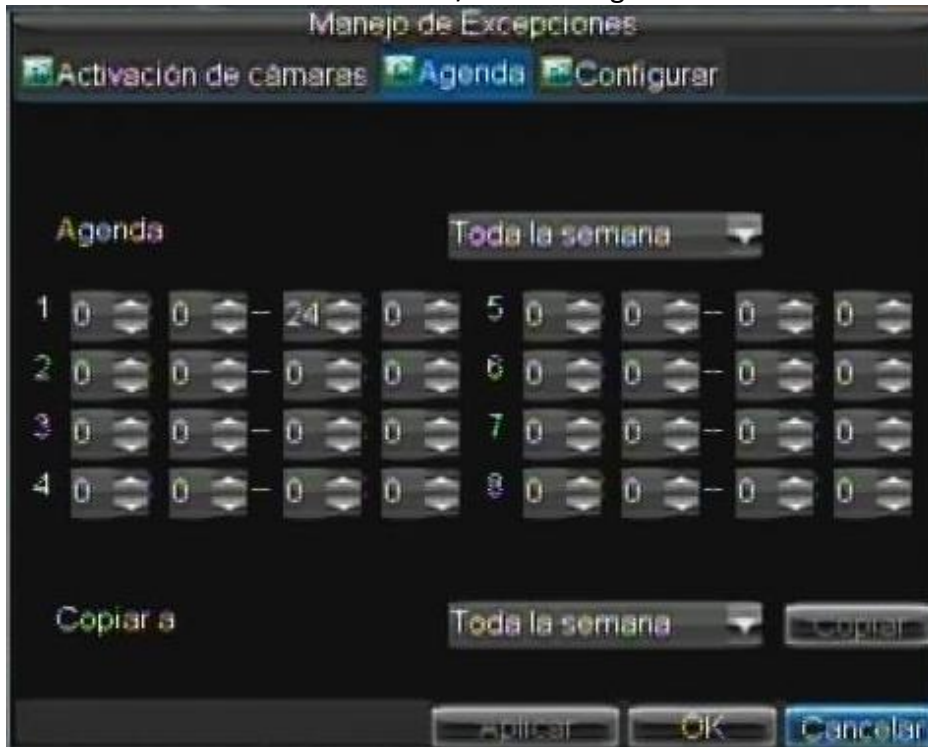 Manejo de Excepciones
Activación de cámaras Agenda Configurar
Agenda Toda la semana
1 0 0 - 24 0 5 0 0 - 0 0
2 0 0 - 0 0 6 0 0 - 0 0
3 0 0 - 0 0 7 0 0 - 0 0
4 0 0 - 0 0 8 0 0 - 0 0
Copiar a Toda la semana Copiar
Aplicar OK Cancelar